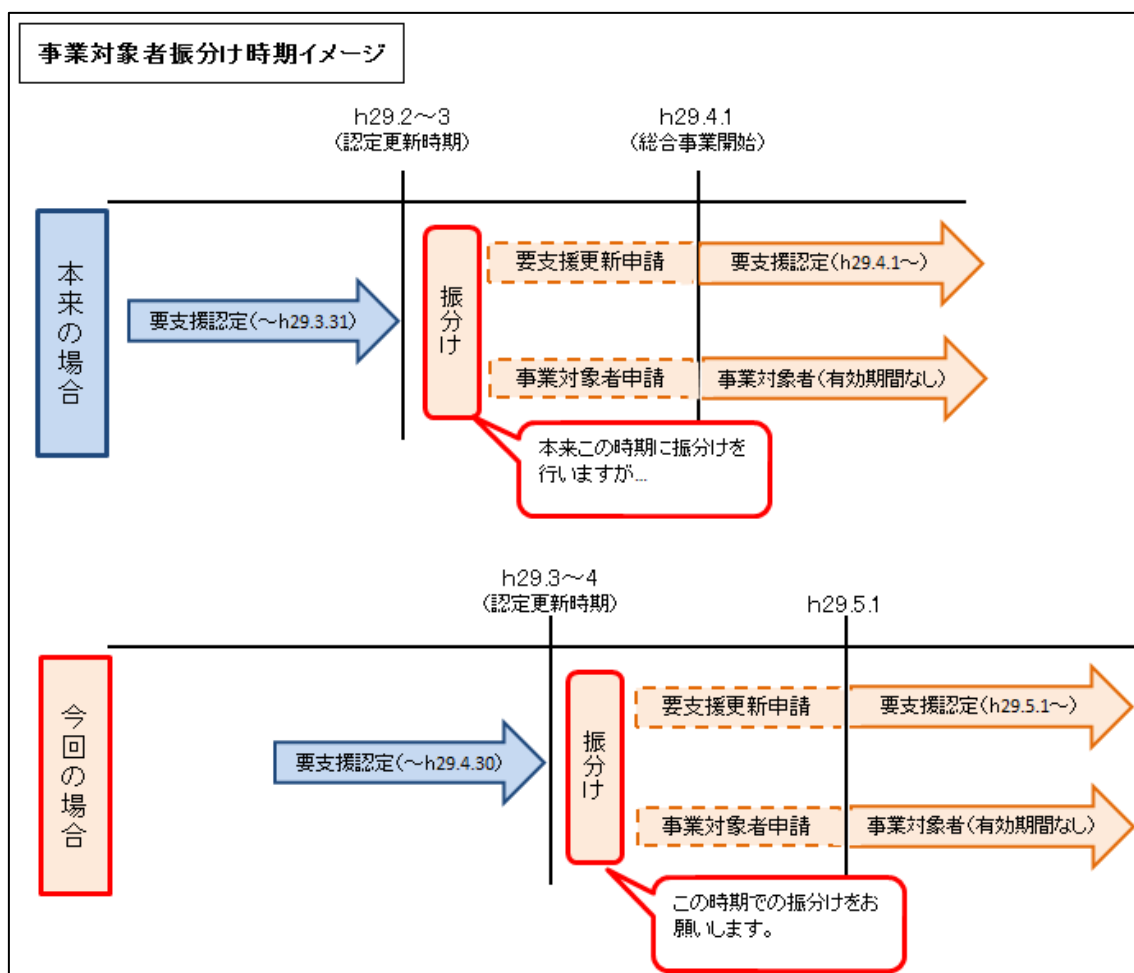 事業対象者振分け時期イメージ
h29.2～3
(認定更新時期)
h29.4.1
(総合事業開始)
本来の場合
要支援認定(～h29.3.31)
振分け
要支援更新申請
要支援認定(h29.4.1～)
事業対象者申請
事業対象者(有効期間なし)
本来この時期に振分けを
行いますが…
h29.3～4
(認定更新時期)
h29.5.1
今回の場合
要支援認定(～h29.4.30)
振分け
要支援更新申請
要支援認定(h29.5.1～)
事業対象者申請
事業対象者(有効期間なし)
この時期での振分けをお
願いします。